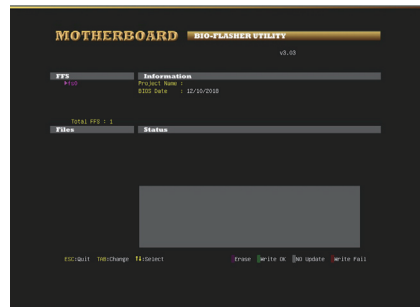 MOTHERBOARD BIO-FLASHER UTILITY
v3.03
FFS Information
Project Name :
BIOS Date : 12/10/2018
Total FFS : 1
Files Status
ESC:Quit TAB:Change ↑↓:Select Erase Write OK NO Update Write Fail